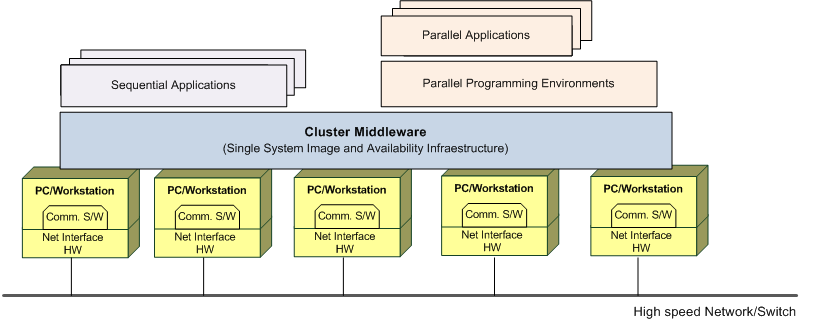 Parallel Applications
Sequential Applications
Parallel Programming Environments
Cluster Middleware
(Single System Image and Availability Infraestructure)
PC/Workstation
Comm. S/W
Net Interface
HW
PC/Workstation
Comm. S/W
Net Interface
HW
PC/Workstation
Comm. S/W
Net Interface
HW
PC/Workstation
Comm. S/W
Net Interface
HW
PC/Workstation
Comm. S/W
Net Interface
HW
High speed Network/Switch